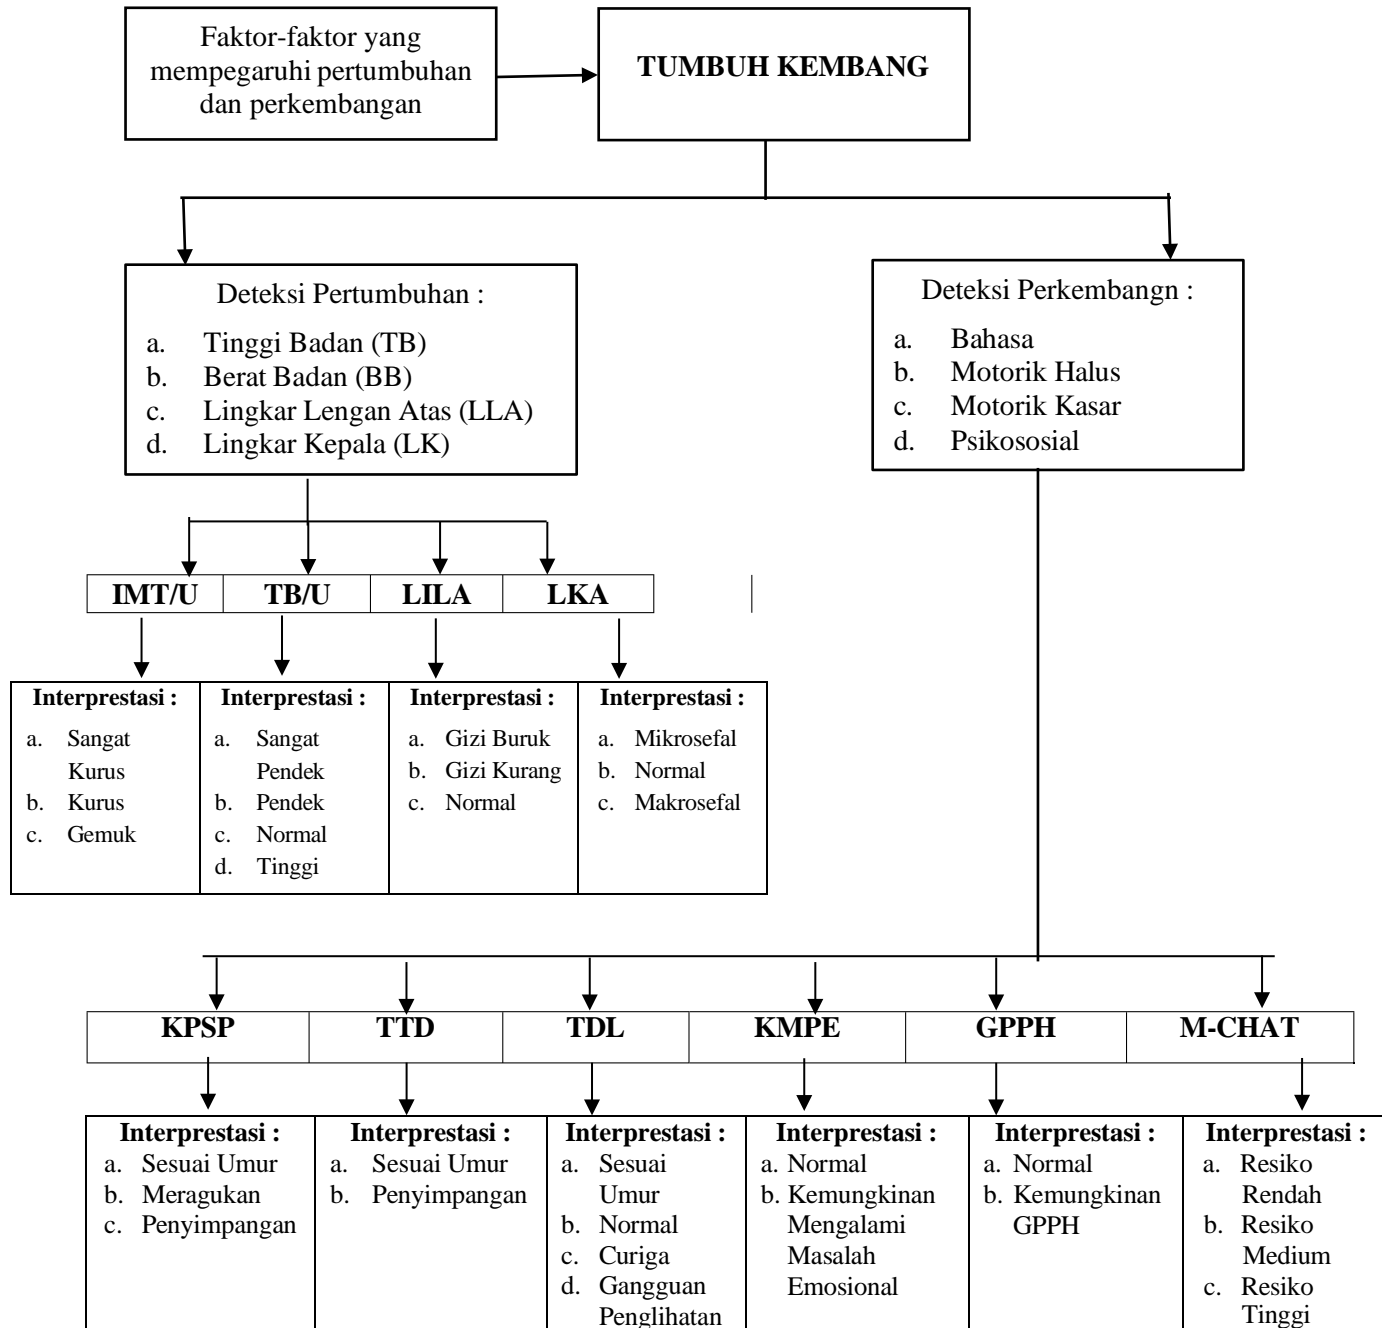 Faktor-faktor yang
mempegaruhi pertumbuhan
dan perkembangan
TUMBUH KEMBANG
Deteksi Pertumbuhan :
a. Tinggi Badan (TB)
b. Berat Badan (BB)
c. Lingkar Lengan Atas (LLA)
d. Lingkar Kepala (LK)
Deteksi Perkembangn :
a. Bahasa
b. Motorik Halus
c. Motorik Kasar
d. Psikososial
IMT/U
TB/U
LILA
LKA
Interprestasi :
a. Sangat
Kurus
b. Kurus
c. Gemuk
Interprestasi :
a. Sangat
Pendek
b. Pendek
c. Normal
d. Tinggi
Interprestasi :
a. Gizi Buruk
b. Gizi Kurang
c. Normal
Interprestasi :
a. Mikrosefal
b. Normal
c. Makrosefal
KPSP
TTD
TDL
KMPE
GPPH
M-CHAT
Interprestasi :
a. Sesuai Umur
b. Meragukan
c. Penyimpangan
Interprestasi :
a. Sesuai Umur
b. Penyimpangan
Interprestasi :
a. Sesuai
Umur
b. Normal
c. Curiga
d. Gangguan
Penglihatan
Interprestasi :
a. Normal
b. Kemungkinan
Mengalami
Masalah
Emosional
Interprestasi :
a. Normal
b. Kemungkinan
GPPH
Interprestasi :
a. Resiko
Rendah
b. Resiko
Medium
c. Resiko
Tinggi